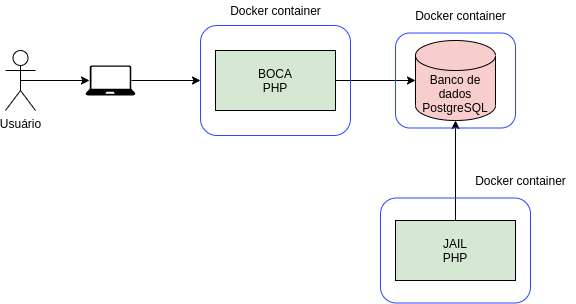 Docker container
Docker container
BOCA
PHP
Banco de
dados
PostgreSQL
Usuário
Docker container
JAIL
PHP